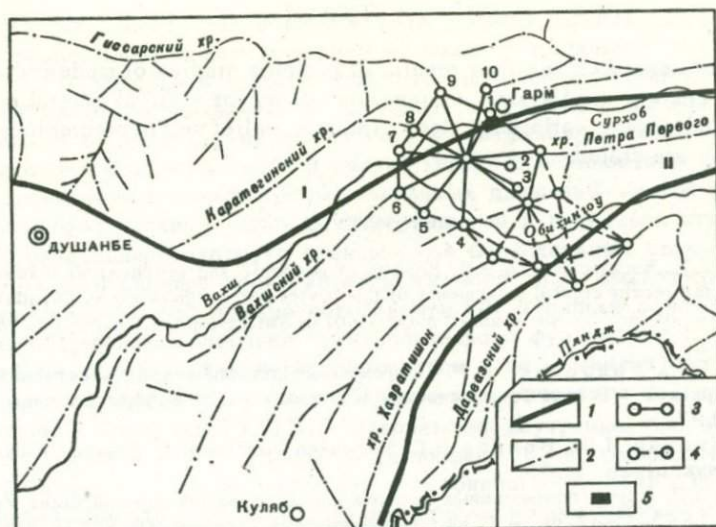 Гиссарский хр.
9
10
1
Гарм
8
Сурхоб
хр. Петра Первого
7
2
II
Каратегинский хр.
3
I
6
5
4
Обихингоу
ДУШАНБЕ
Вахш
Вахшский хр.
Пяндж
хр. Хазратишох
Дарвазский хр.
Куляб
1
3
2
4
5